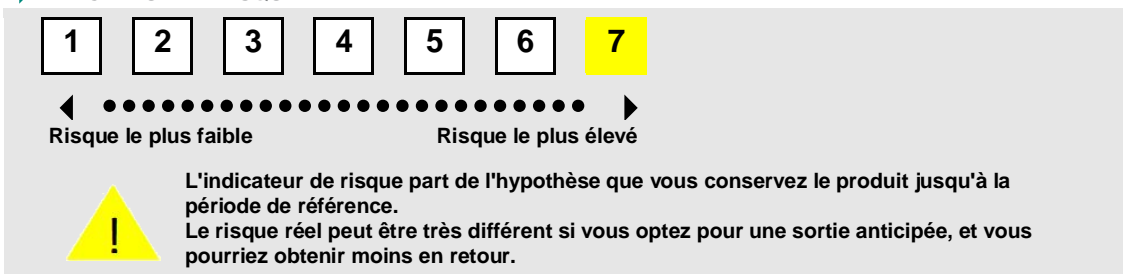 1 2 3 4 5 6 7
Risque le plus faible Risque le plus élevé
L'indicateur de risque part de l'hypothèse que vous conservez le produit jusqu'à la
période de référence.
Le risque réel peut être très différent si vous optez pour une sortie anticipée, et vous
pourriez obtenir moins en retour.
!